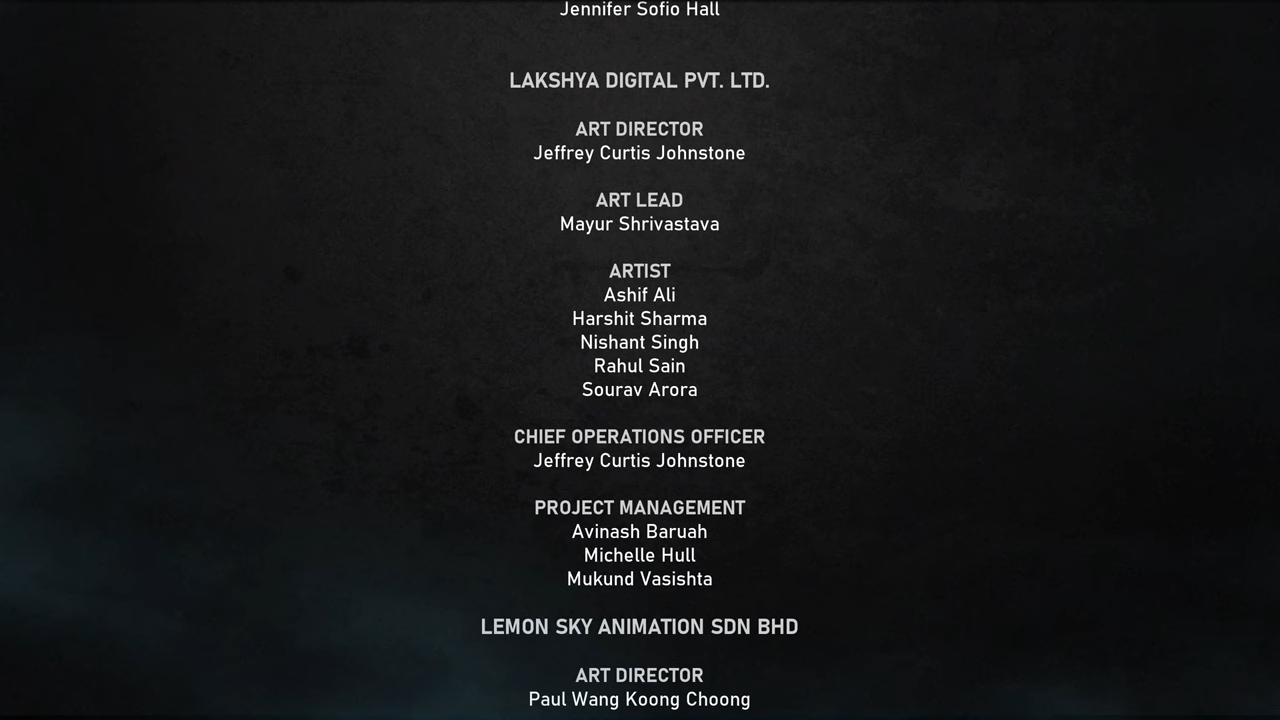 Jennifer Sofio Hall
LAKSHYA DIGITAL PVT. LTD.
ART DIRECTOR
Jeffrey Curtis Johnstone
ART LEAD
Mayur Shrivastava
ARTIST
Ashif Ali
Harshit Sharma
Nishant Singh
Rahul Sain
Sourav Arora
CHIEF OPERATIONS OFFICER
Jeffrey Curtis Johnstone
PROJECT MANAGEMENT
Avinash Baruah
Michelle Hull
Mukund Vasishta
LEMON SKY ANIMATION SDN BHD
ART DIRECTOR
Paul Wang Koong Choong